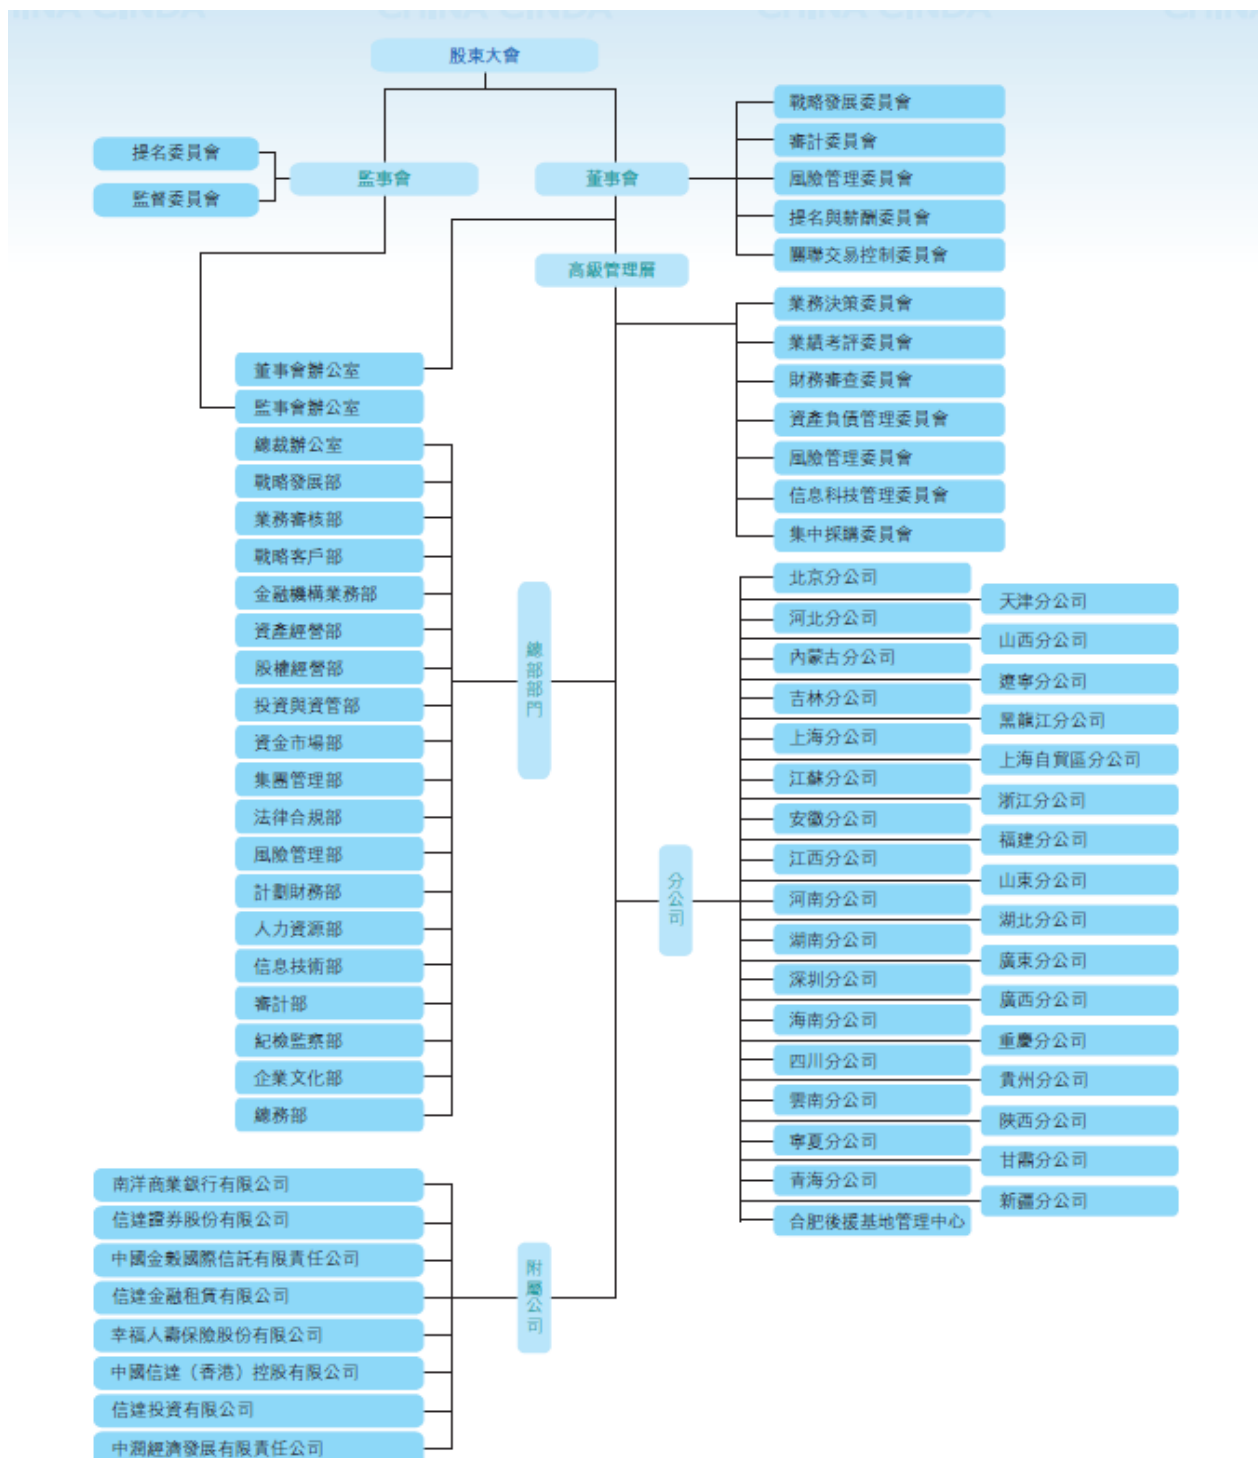 股東大會
提名委員會
監督委員會
監事會
董事會
戰略發展委員會
審計委員會
風險管理委員會
提名與薪酬委員會
關聯交易控制委員會
高級管理層
業務決策委員會
業績考評委員會
財務審查委員會
資產負債管理委員會
風險管理委員會
信息科技管理委員會
集中採購委員會
董事會辦公室
監事會辦公室
總裁辦公室
戰略發展部
業務審核部
戰略客戶部
金融機構業務部
資產經營部
股權經營部
投資與資管部
資金市場部
集團管理部
法律合規部
風險管理部
計劃財務部
人力資源部
信息技術部
審計部
紀檢監察部
企業文化部
總務部
總部部門
分公司
北京分公司
天津分公司
河北分公司
山西分公司
內蒙古分公司
遼寧分公司
吉林分公司
黑龍江分公司
上海分公司
上海自貿區分公司
江蘇分公司
浙江分公司
安徽分公司
福建分公司
江西分公司
山東分公司
河南分公司
湖北分公司
湖南分公司
廣東分公司
深圳分公司
廣西分公司
海南分公司
重慶分公司
四川分公司
貴州分公司
雲南分公司
陝西分公司
寧夏分公司
甘肅分公司
青海分公司
新疆分公司
合肥後援基地管理中心
南洋商業銀行有限公司
信達證券股份有限公司
中國金穀國際信託有限責任公司
信達金融租賃有限公司
幸福人壽保險股份有限公司
中國信達（香港）控股有限公司
信達投資有限公司
中潤經濟發展有限責任公司
附屬公司